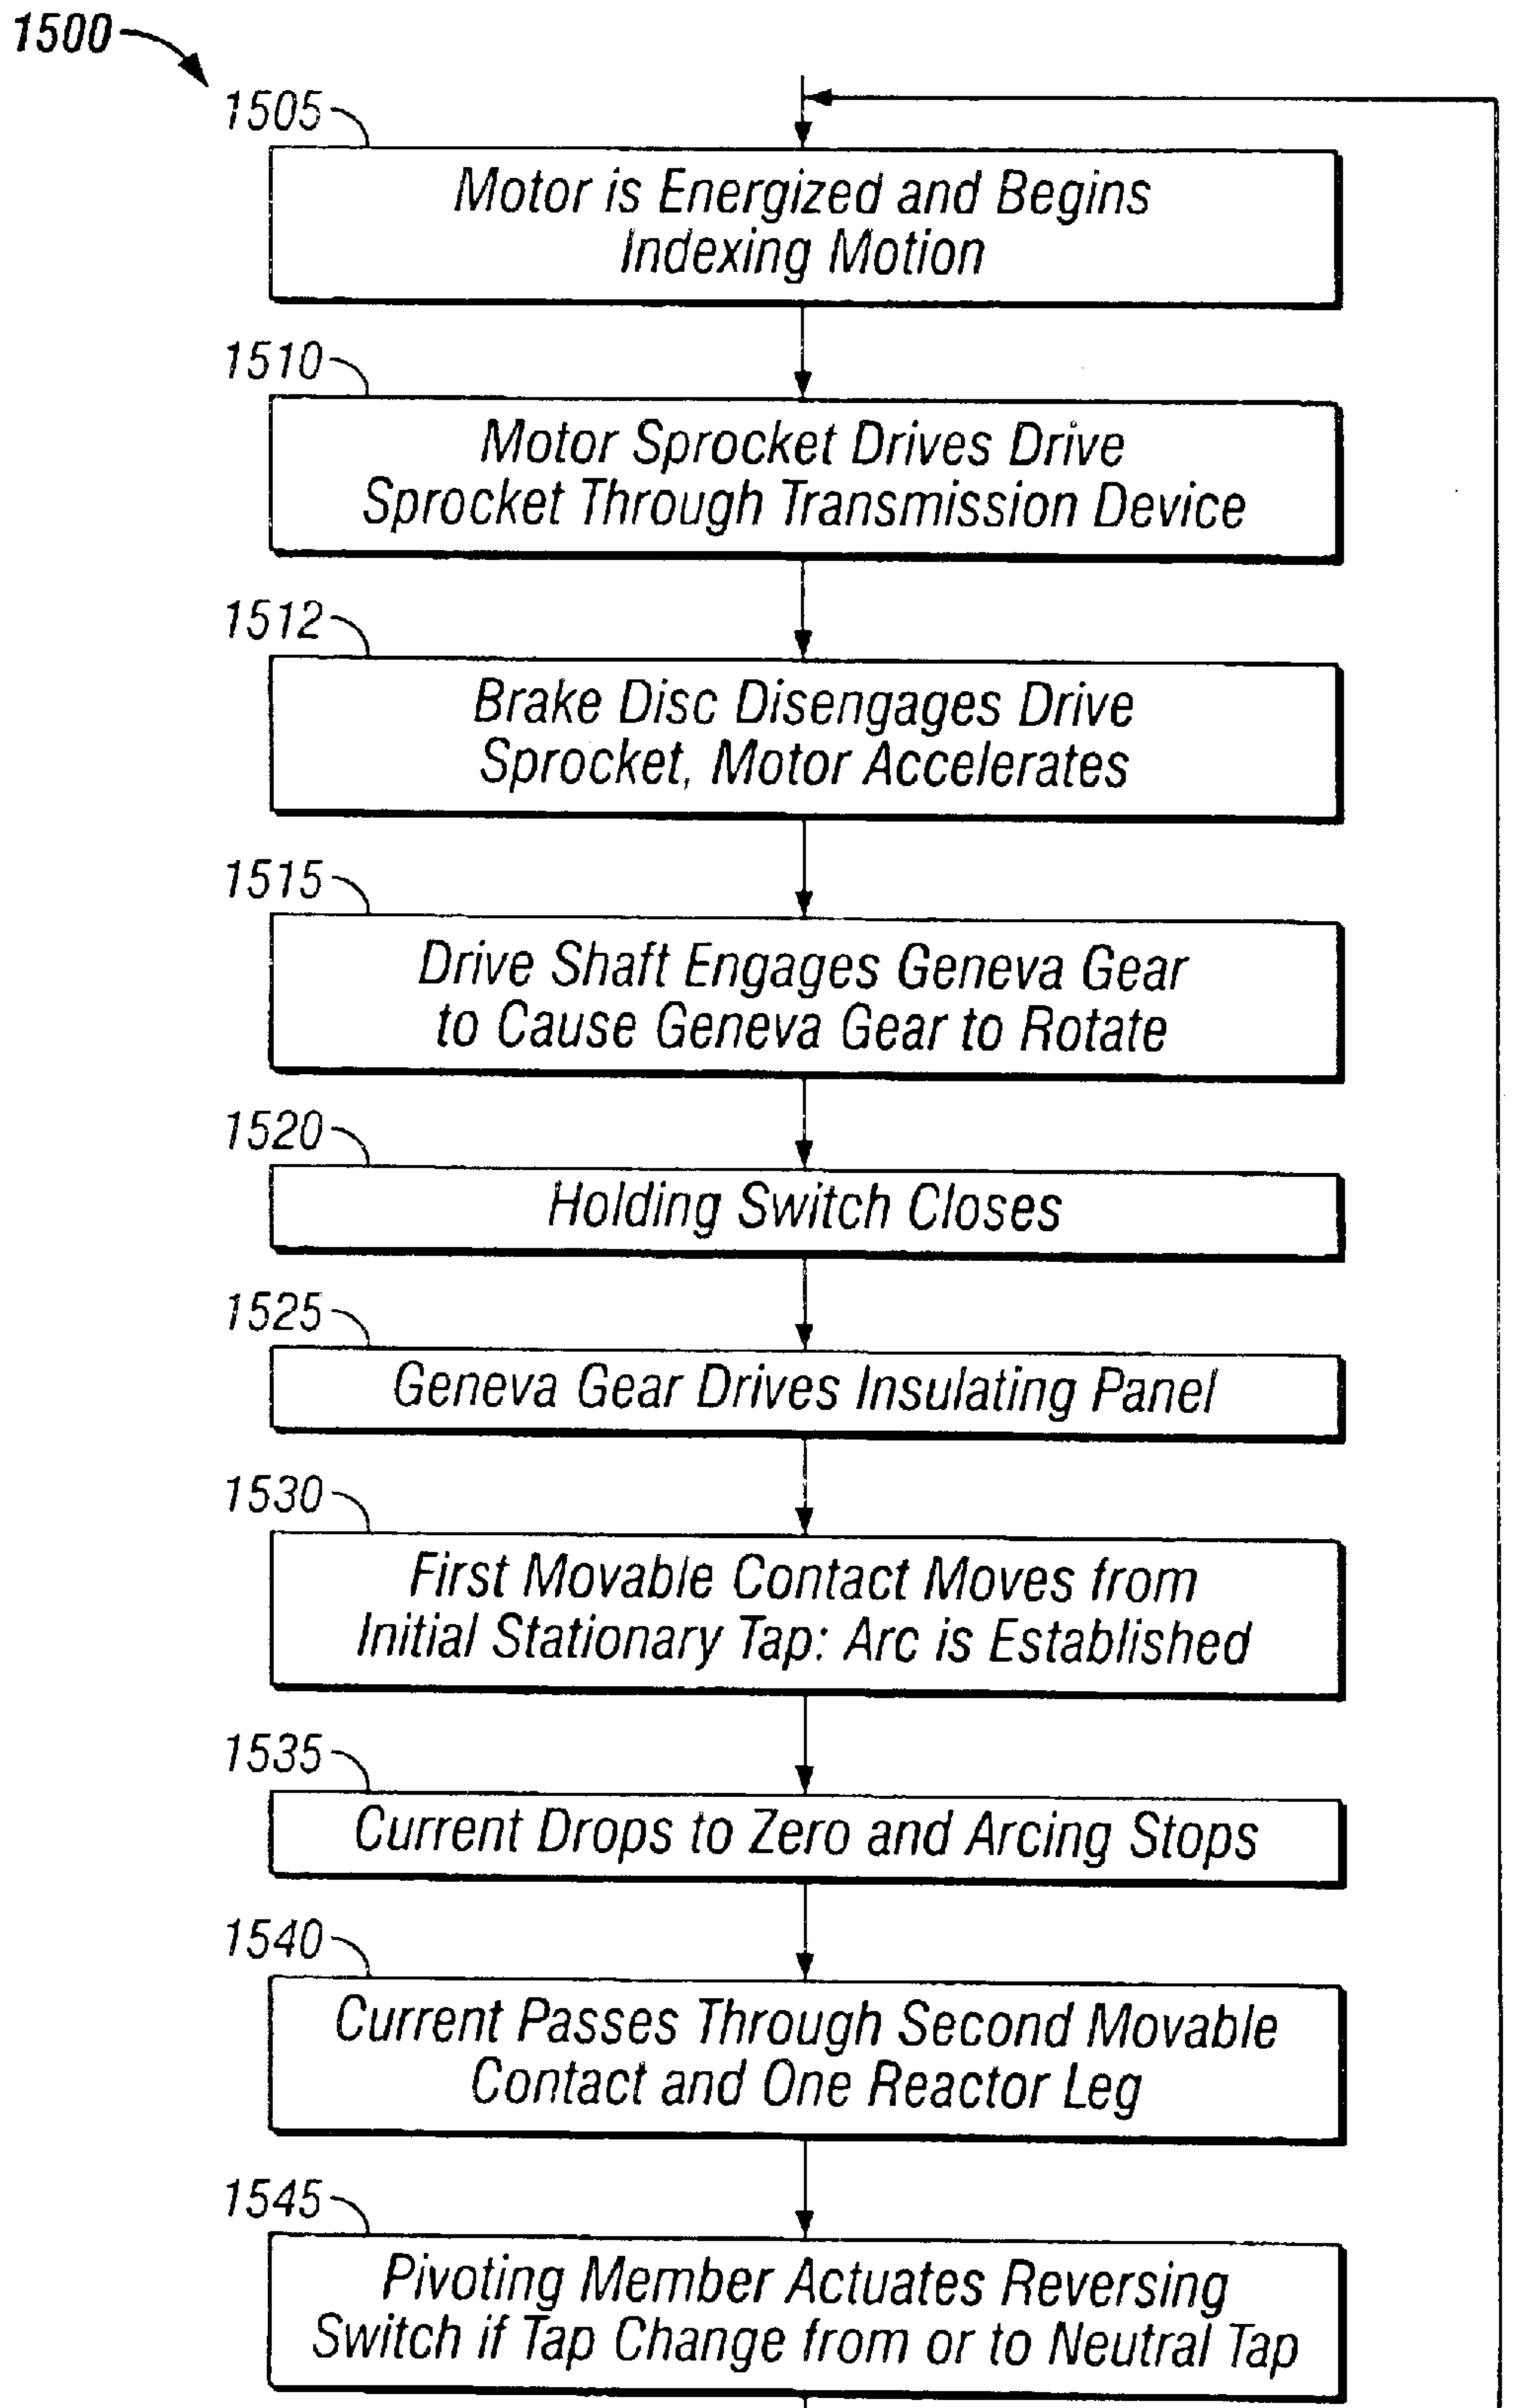 1500
1505
Motor is Energized and Begins
Indexing Motion
1510
Motor Sprocket Drives Drive
Sprocket Through Transmission Device
1512
Brake Disc Disengages Drive
Sprocket, Motor Accelerates
1515
Drive Shaft Engages Geneva Gear
to Cause Geneva Gear to Rotate
1520
Holding Switch Closes
1525
Geneva Gear Drives Insulating Panel
1530
First Movable Contact Moves from
Initial Stationary Tap: Arc is Established
1535
Current Drops to Zero and Arcing Stops
1540
Current Passes Through Second Movable
Contact and One Reactor Leg
1545
Pivoting Member Actuates Reversing
Switch if Tap Change from or to Neutral Tap